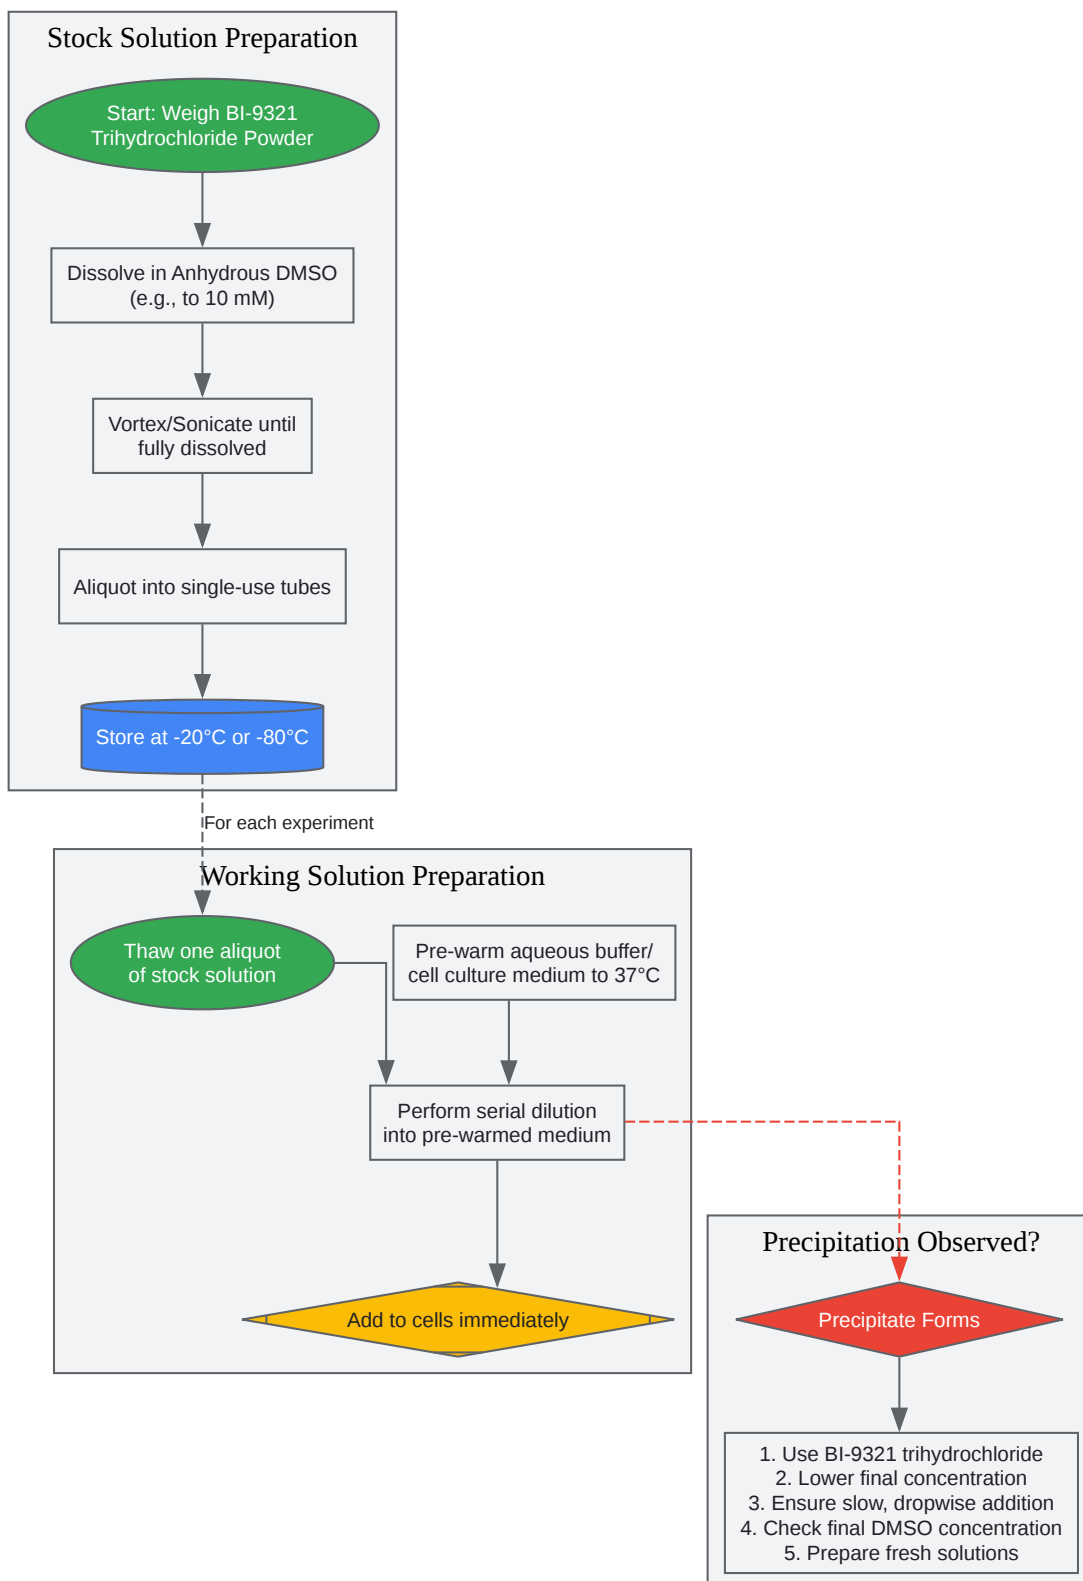 Stock Solution Preparation
Start: Weigh BI-9321
Trihydrochloride Powder
Dissolve in Anhydrous DMSO
(e.g., to 10 mM)
Vortex/Sonicate until
fully dissolved
Aliquot into single-use tubes
Store at -20°C or -80°C
For each experiment
Working Solution Preparation
Thaw one aliquot
of stock solution
Pre-warm aqueous buffer/
cell culture medium to 37°C
Perform serial dilution
into pre-warmed medium
Add to cells immediately
Precipitation Observed?
Precipitate Forms
1. Use BI-9321 trihydrochloride
2. Lower final concentration
3. Ensure slow, dropwise addition
4. Check final DMSO concentration
5. Prepare fresh solutions